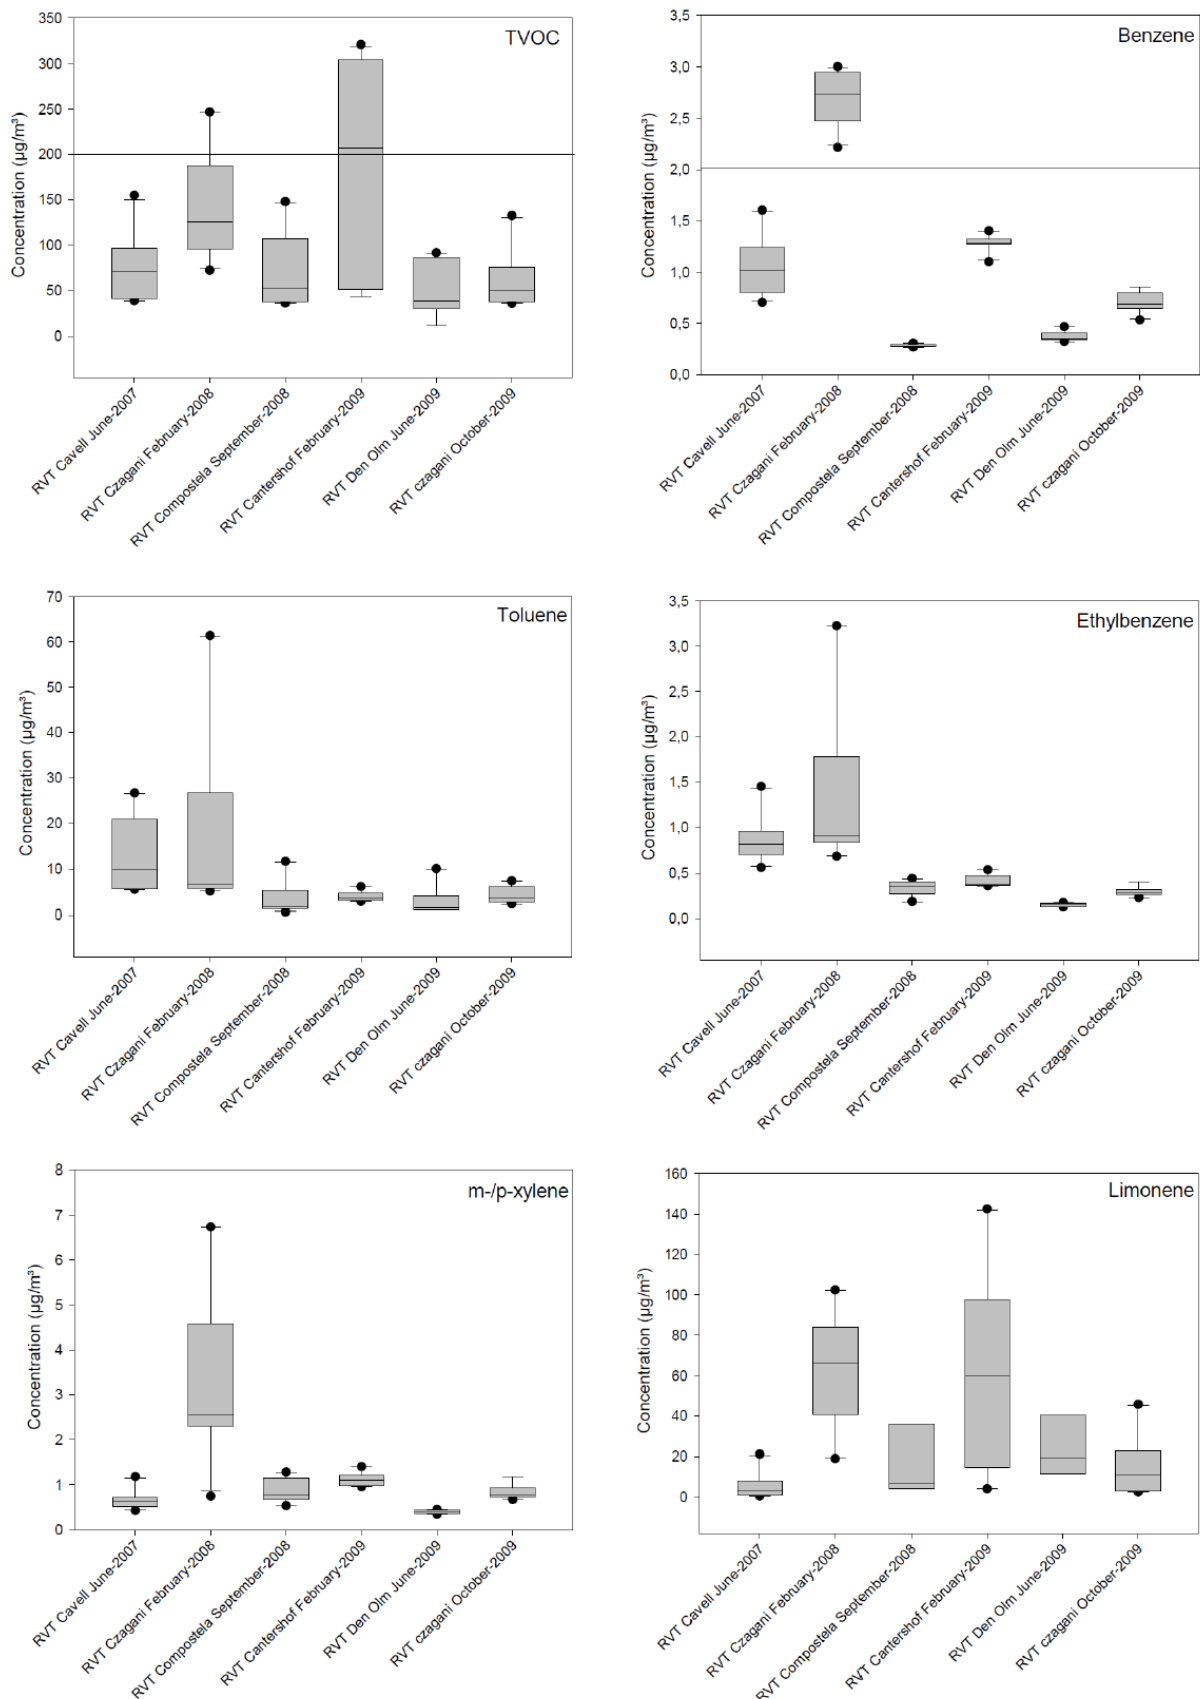 TVOC
Concentration (µg/m³)
350
300
250
200
150
100
50
0
RVT Cavell June-2007
RVT Czagani February-2008
RVT Compostela September-2008
RVT Cantershof February-2009
RVT Den Olm June-2009
RVT czagani October-2009
Benzene
Concentration (µg/m³)
3,5
3,0
2,5
2,0
1,5
1,0
0,5
0,0
RVT Cavell June-2007
RVT Czagani February-2008
RVT Compostela September-2008
RVT Cantershof February-2009
RVT Den Olm June-2009
RVT czagani October-2009
Toluene
Concentration (µg/m³)
70
60
50
40
30
20
10
0
RVT Cavell June-2007
RVT Czagani February-2008
RVT Compostela September-2008
RVT Cantershof February-2009
RVT Den Olm June-2009
RVT czagani October-2009
Ethylbenzene
Concentration (µg/m³)
3,5
3,0
2,5
2,0
1,5
1,0
0,5
0,0
RVT Cavell June-2007
RVT Czagani February-2008
RVT Compostela September-2008
RVT Cantershof February-2009
RVT Den Olm June-2009
RVT czagani October-2009
m-/p-xylene
Concentration (µg/m³)
8
7
6
5
4
3
2
1
0
RVT Cavell June-2007
RVT Czagani February-2008
RVT Compostela September-2008
RVT Cantershof February-2009
RVT Den Olm June-2009
RVT czagani October-2009
Limonene
Concentration (µg/m³)
160
140
120
100
80
60
40
20
0
RVT Cavell June-2007
RVT Czagani February-2008
RVT Compostela September-2008
RVT Cantershof February-2009
RVT Den Olm June-2009
RVT czagani October-2009